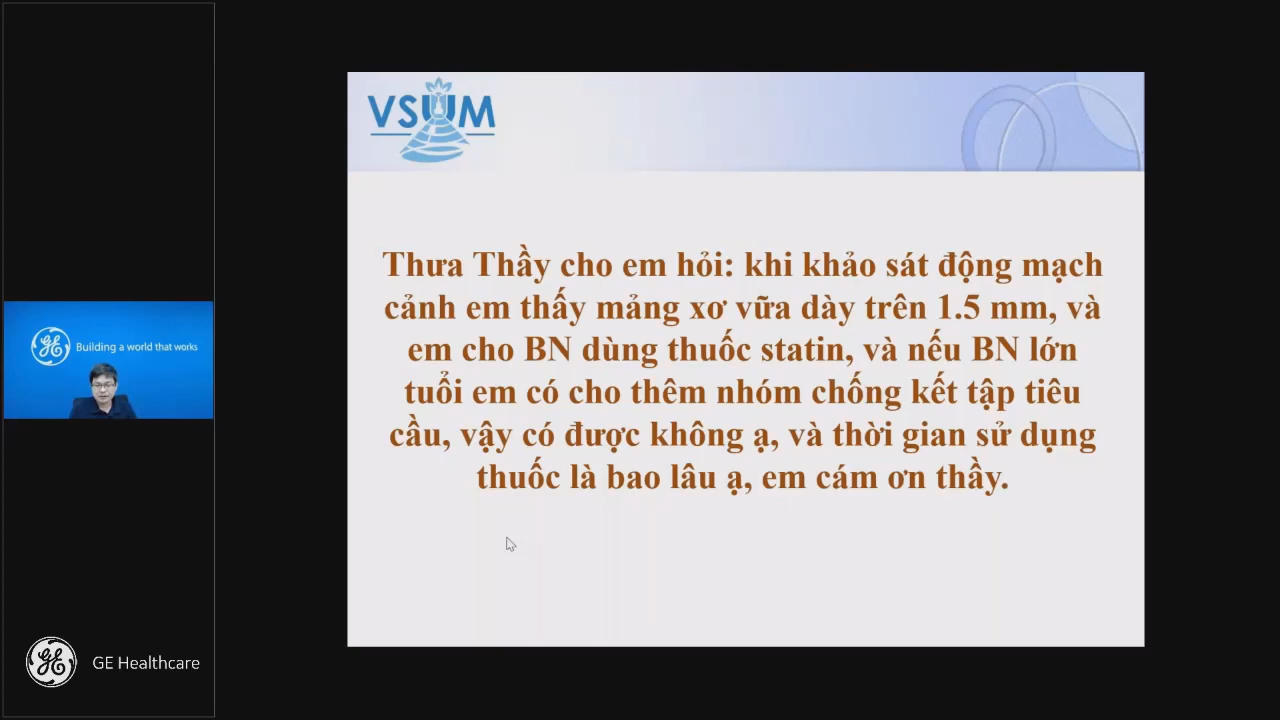 VSUM
Thưa Thầy cho em hỏi: khi khảo sát động mạch
cảnh em thấy mảng xơ vữa dày trên 1.5 mm, và
em cho BN dùng thuốc statin, và nếu BN lớn
tuổi em có cho thêm nhóm chống kết tập tiêu
cầu, vậy có được không ạ, và thời gian sử dụng
thuốc là bao lâu ạ, em cám ơn thầy.
GE Building a world that works
GE GE Healthcare